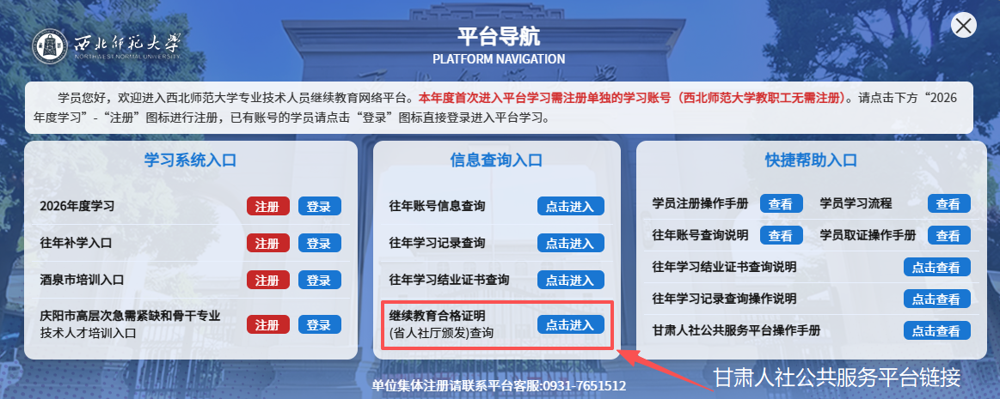 西北师范大学
NORTHWEST NORMAL UNIVERSITY
平台导航
PLATFORM NAVIGATION
学员您好，欢迎进入西北师范大学专业技术人员继续教育网络平台。本年度首次进入平台学习需注册单独的学习账号（西北师范大学教职工无需注册）。请点击下方“2026
年度学习”-“注册”图标进行注册，已有账号的学员请点击“登录”图标直接登录进入平台学习。
学习系统入口
2026年度学习 注册 登录
往年补学入口 注册 登录
酒泉市培训入口 注册 登录
庆阳市高层次急需紧缺和骨干专业
技术人才培训入口 注册 登录
信息查询入口
往年账号信息查询 点击进入
往年学习记录查询 点击进入
往年学习结业证书查询 点击进入
继续教育合格证明
(省人社厅颁发)查询 点击进入
快捷帮助入口
学员注册操作手册 查看 学员学习流程 查看
往年账号查询说明 查看 学员取证操作手册 查看
往年学习结业证书查询说明 点击查看
往年学习记录查询操作说明 点击查看
甘肃人社公共服务平台操作手册 点击查看
甘肃人社公共服务平台链接
单位集体注册请联系平台客服:0931-7651512